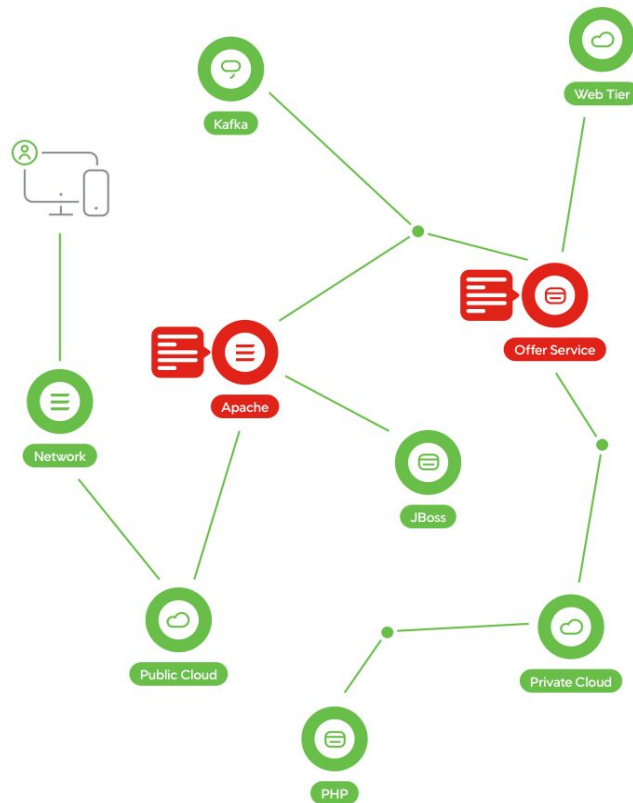 Web Tier
Kafka
Offer Service
Apache
Network
JBoss
Public Cloud
Private Cloud
PHP